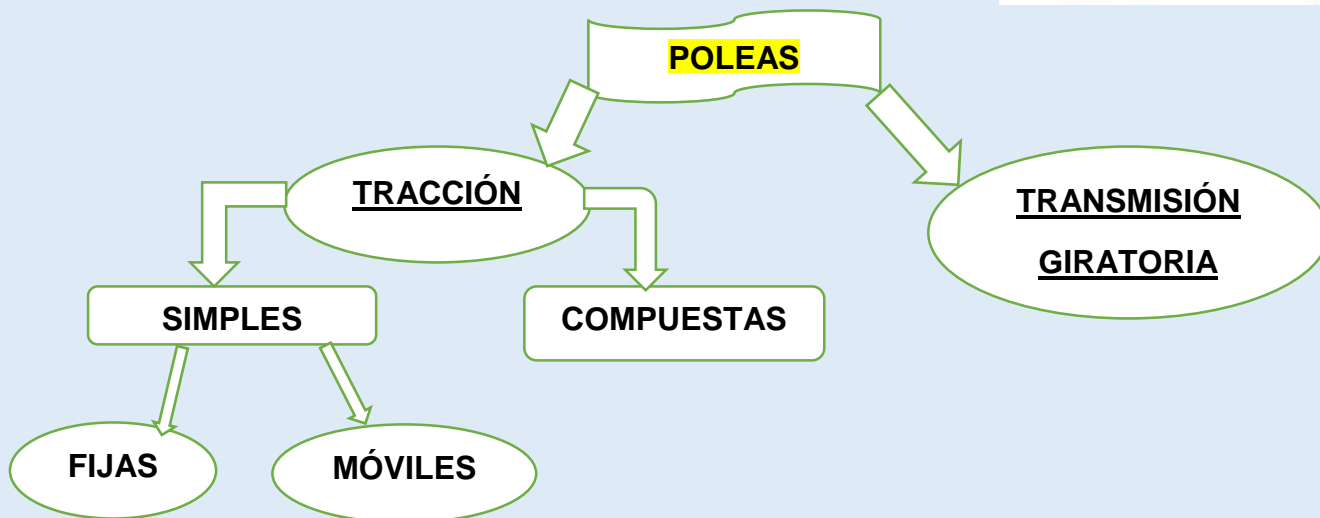 POLEAS
TRACCIÓN
TRANSMISIÓN
GIRATORIA
SIMPLES
COMPUESTAS
FIJAS
MÓVILES